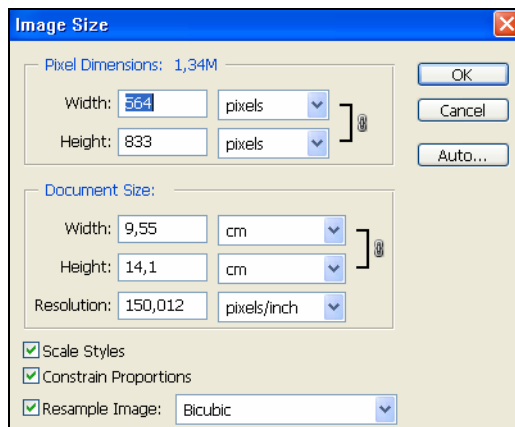 Image Size
Pixel Dimensions: 1,34M
OK
Width: 564 pixels
Cancel
Height: 833 pixels
Auto...
Document Size:
Width: 9,55 cm
Height: 14,1 cm
Resolution: 150,012 pixels/inch
Scale Styles
Constrain Proportions
Resample Image: Bicubic